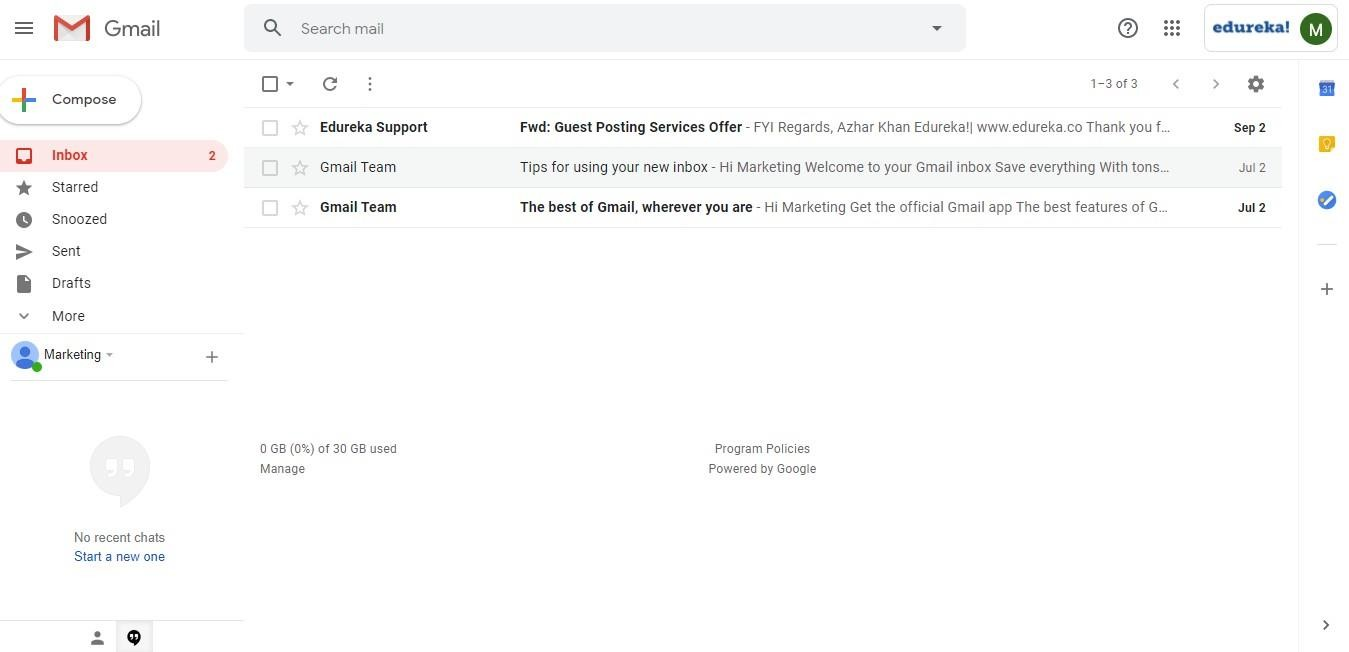 Gmail
Search mail
edureka!
M
Compose
1–3 of 3
31
Inbox 2
Starred
Snoozed
Sent
Drafts
More
Marketing
Edureka Support Fwd: Guest Posting Services Offer - FYI Regards, Azhar Khan Edureka!| www.edureka.co Thank you f... Sep 2
Gmail Team Tips for using your new inbox - Hi Marketing Welcome to your Gmail inbox Save everything With tons... Jul 2
Gmail Team The best of Gmail, wherever you are - Hi Marketing Get the official Gmail app The best features of G... Jul 2
0 GB (0%) of 30 GB used
Manage
Program Policies
Powered by Google
No recent chats
Start a new one